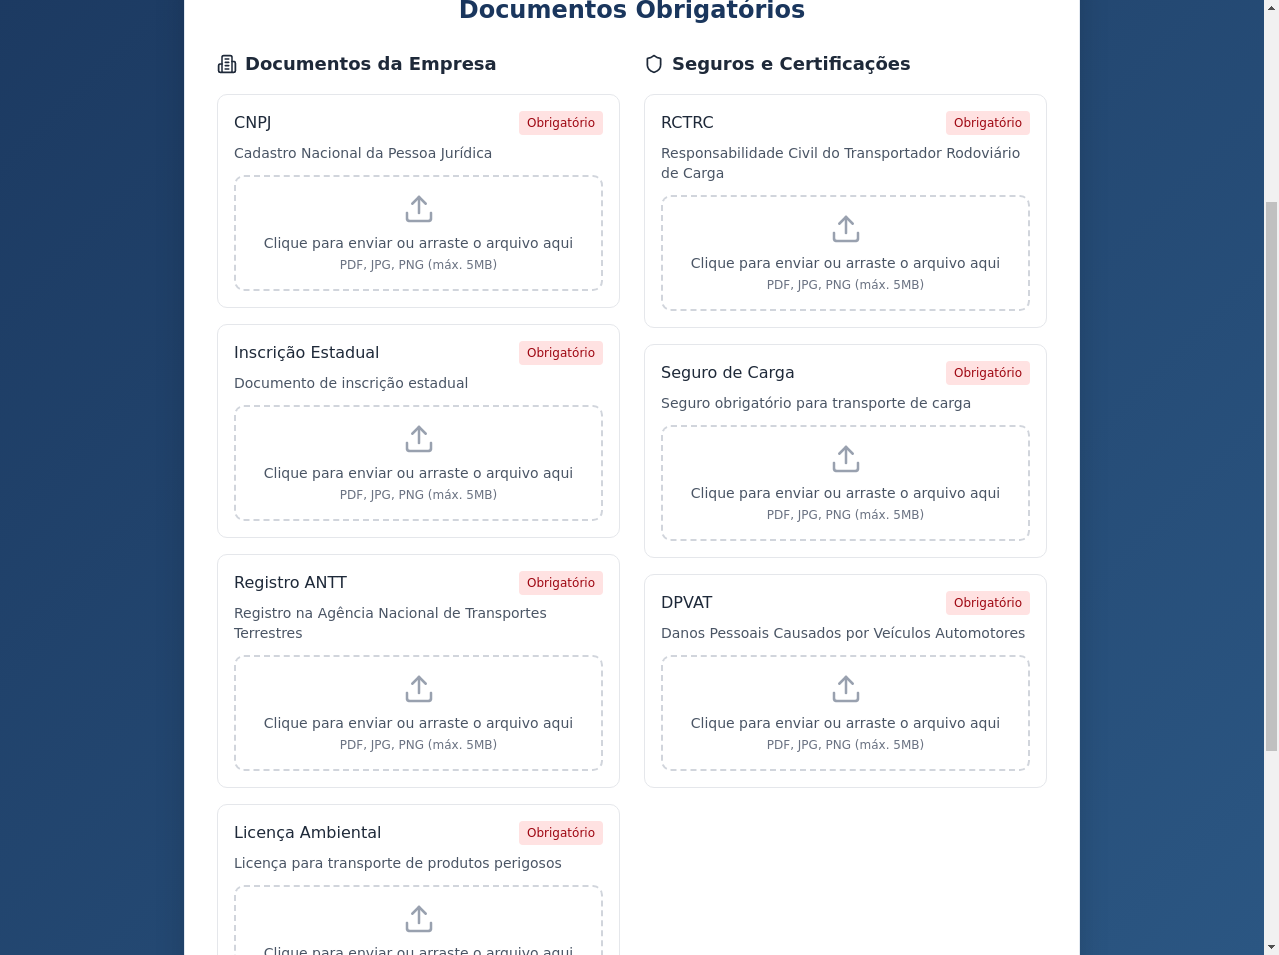 Documentos Obrigatórios
Documentos da Empresa
CNPJ
Obrigatório
Cadastro Nacional da Pessoa Jurídica
Clique para enviar ou arraste o arquivo aqui
PDF, JPG, PNG (máx. 5MB)
Inscrição Estadual
Obrigatório
Documento de inscrição estadual
Clique para enviar ou arraste o arquivo aqui
PDF, JPG, PNG (máx. 5MB)
Registro ANTT
Obrigatório
Registro na Agência Nacional de Transportes
Terrestres
Clique para enviar ou arraste o arquivo aqui
PDF, JPG, PNG (máx. 5MB)
Licença Ambiental
Obrigatório
Licença para transporte de produtos perigosos
Clique para enviar ou arraste o arquivo aqui
Seguros e Certificações
RCTRC
Obrigatório
Responsabilidade Civil do Transportador Rodoviário
de Carga
Clique para enviar ou arraste o arquivo aqui
PDF, JPG, PNG (máx. 5MB)
Seguro de Carga
Obrigatório
Seguro obrigatório para transporte de carga
Clique para enviar ou arraste o arquivo aqui
PDF, JPG, PNG (máx. 5MB)
DPVAT
Obrigatório
Danos Pessoais Causados por Veículos Automotores
Clique para enviar ou arraste o arquivo aqui
PDF, JPG, PNG (máx. 5MB)